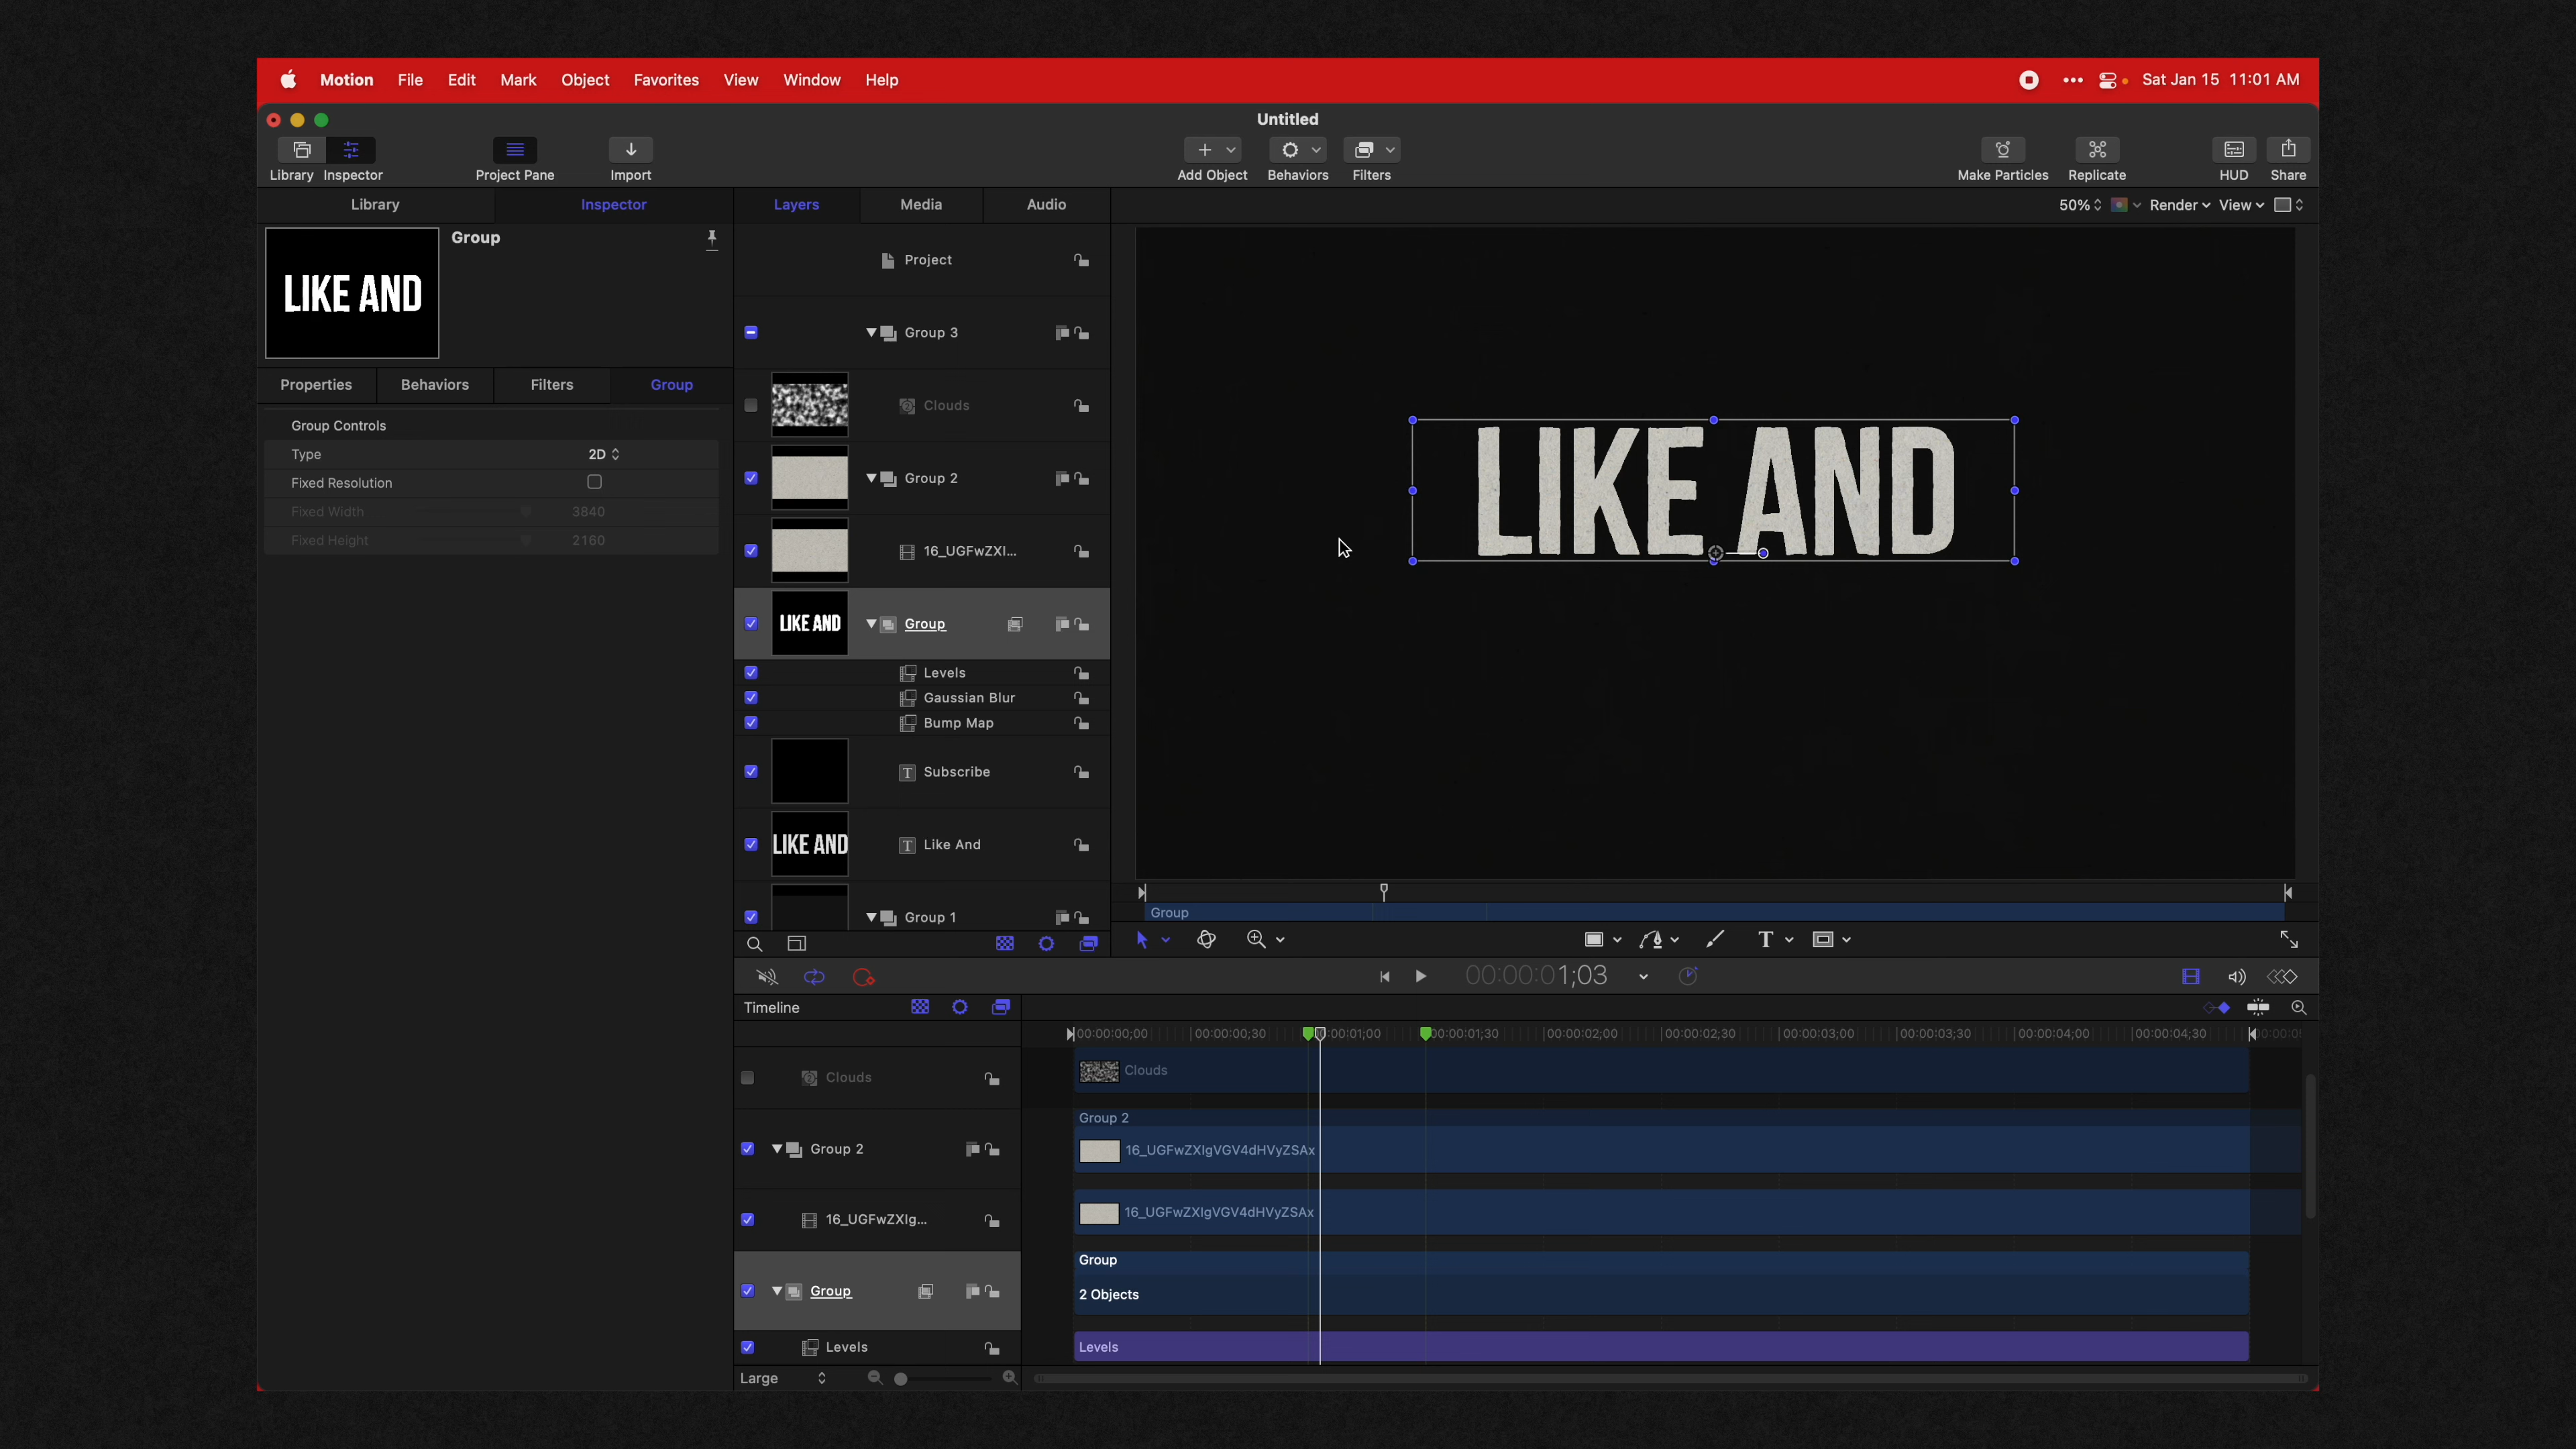 Motion File Edit Mark Object Favorites View Window Help Sat Jan 15 11:01 AM
Untitled
Library Inspector Project Pane Import Add Object Behaviors Filters Make Particles Replicate HUD Share
Library Inspector Layers Media Audio 50% Render View
Group
LIKE AND
Project
Group 3
Properties Behaviors Filters Group
Clouds
Group Controls
Type 2D
Fixed Resolution
Fixed Width 3840
Fixed Height 2160
Group 2
16_UGFwZXI...
LIKE AND Group
Levels
Gaussian Blur
Bump Map
Subscribe
LIKE AND Like And
Group 1
LIKE AND
Group
00:00:01;03
Timeline
00:00:00;00 00:00:00;30 00:00:01;00 00:00:01;30 00:00:02;00 00:00:02;30 00:00:03;00 00:00:03;30 00:00:04;00 00:00:04;30
Clouds Clouds
Group 2
Group 2 16_UGFwZXIgVGV4dHVyZSAx
16_UGFwZXIg... 16_UGFwZXIgVGV4dHVyZSAx
Group
Group 2 Objects
Levels Levels
Large